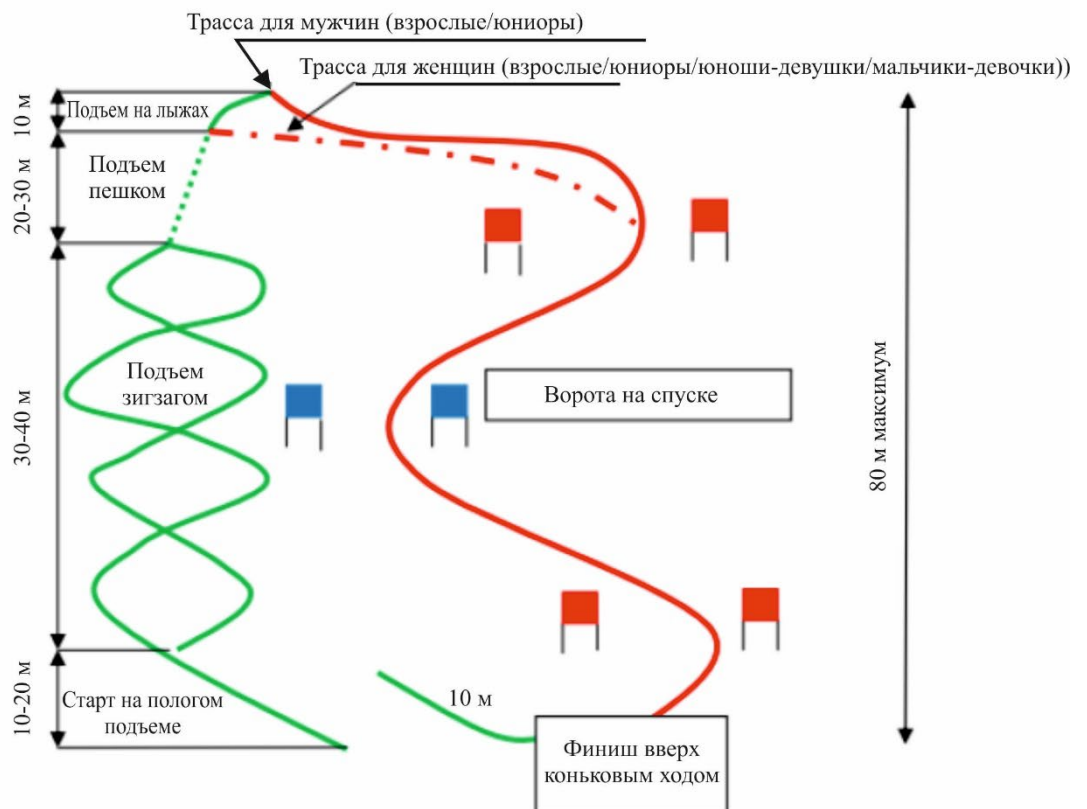 Трасса для мужчин (взрослые/юниоры)
Трасса для женщин (взрослые/юниоры/юноши-девушки/мальчики-девочки))
10 м
Подъем на лыжах
20-30 м
Подъем
пешком
30-40 м
Подъем
зигзагом
Ворота на спуске
80 м максимум
10-20 м
Старт на пологом
подъеме
10 м
Финиш вверх
коньковым ходом